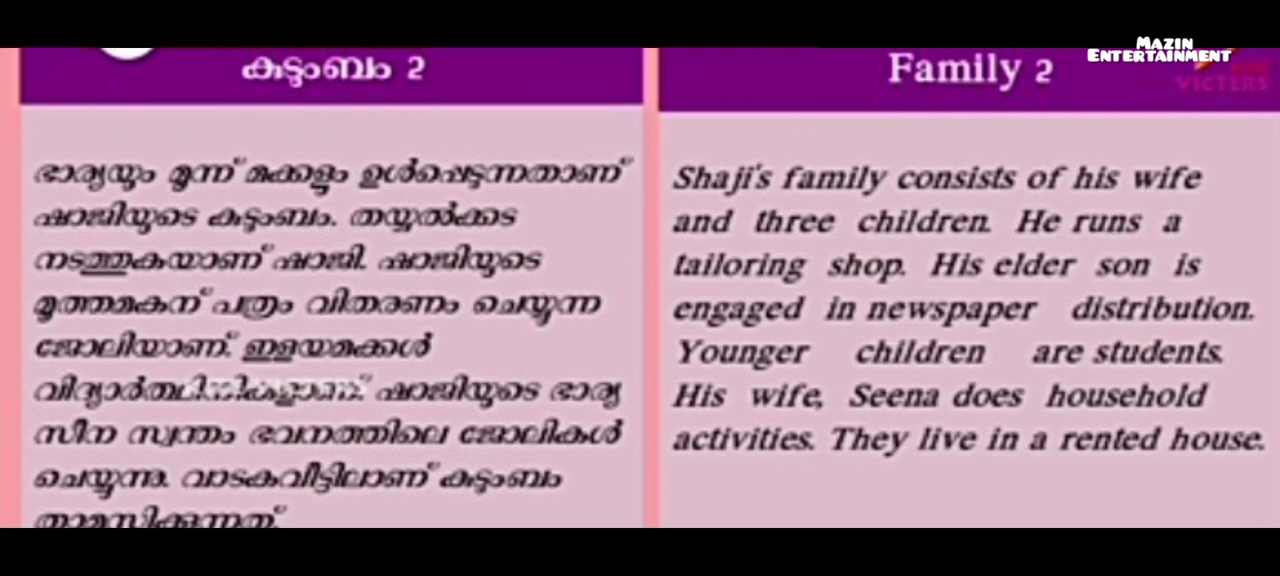 Mazin
Entertainment
VICTERS
കുടുംബം 2
ഭാര്യയും മൂന്ന് മക്കളും ഉൾപ്പെടുന്നതാണ്
ഷാജിയുടെ കുടുംബം. തയ്യൽക്കട
നടത്തുകയാണ് ഷാജി. ഷാജിയുടെ
മൂത്തമകന് പത്രം വിതരണം ചെയ്യുന്ന
ജോലിയാണ്. ഇളയമക്കൾ
ഷാജിയുടെ ഭാര്യ
സീന സ്വന്തം ഭവനത്തിലെ ജോലികൾ
ചെയ്യുന്നു. വാടകവീട്ടിലാണ് കുടുംബം
താമസിക്കുന്നത്.
Family 2
Shaji's family consists of his wife
and three children. He runs a
tailoring shop. His elder son is
engaged in newspaper distribution.
Younger children are students.
His wife, Seena does household
activities. They live in a rented house.